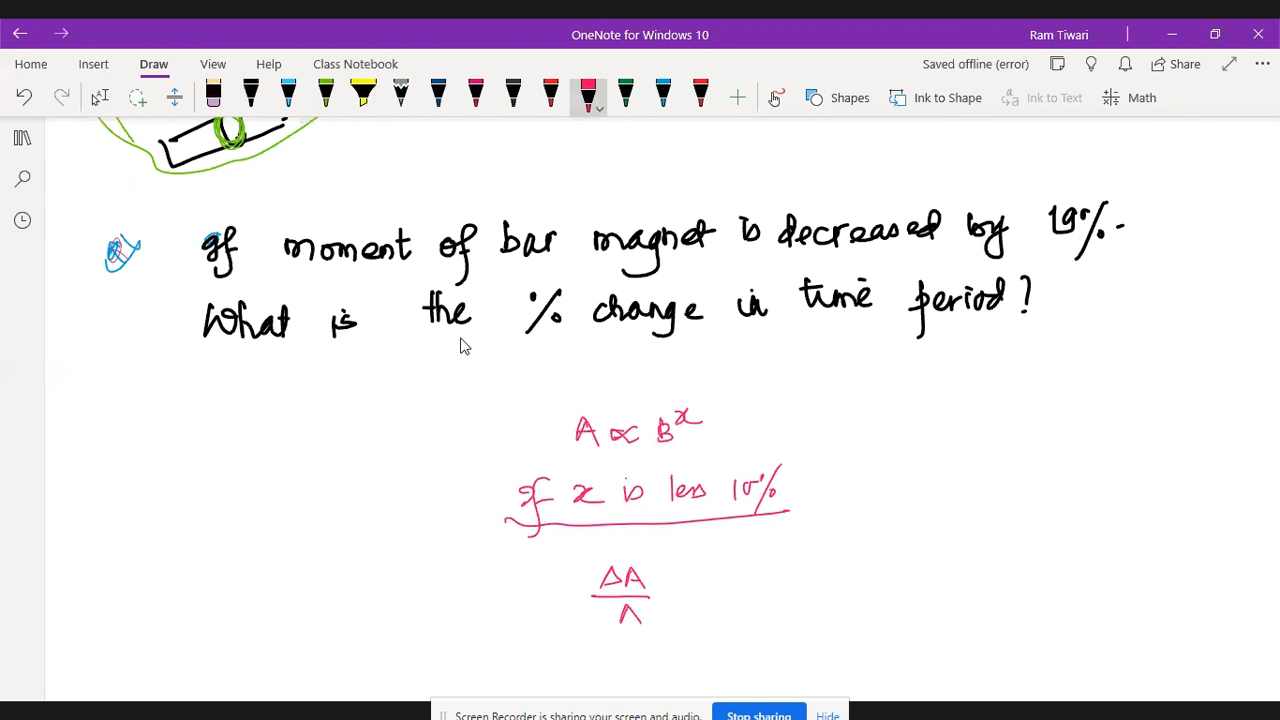 OneNote for Windows 10
Ram Tiwari
Home Insert Draw View Help Class Notebook
Saved offline (error)
Share
Shapes
Ink to Shape
Ink to Text
Math
If moment of bar magnet is decreased by 19%.
What is the % change in time period?
A ∝ B^x
If x is less 10%
ΔA
A
Screen Recorder is sharing your screen and audio.
Stop sharing
Hide